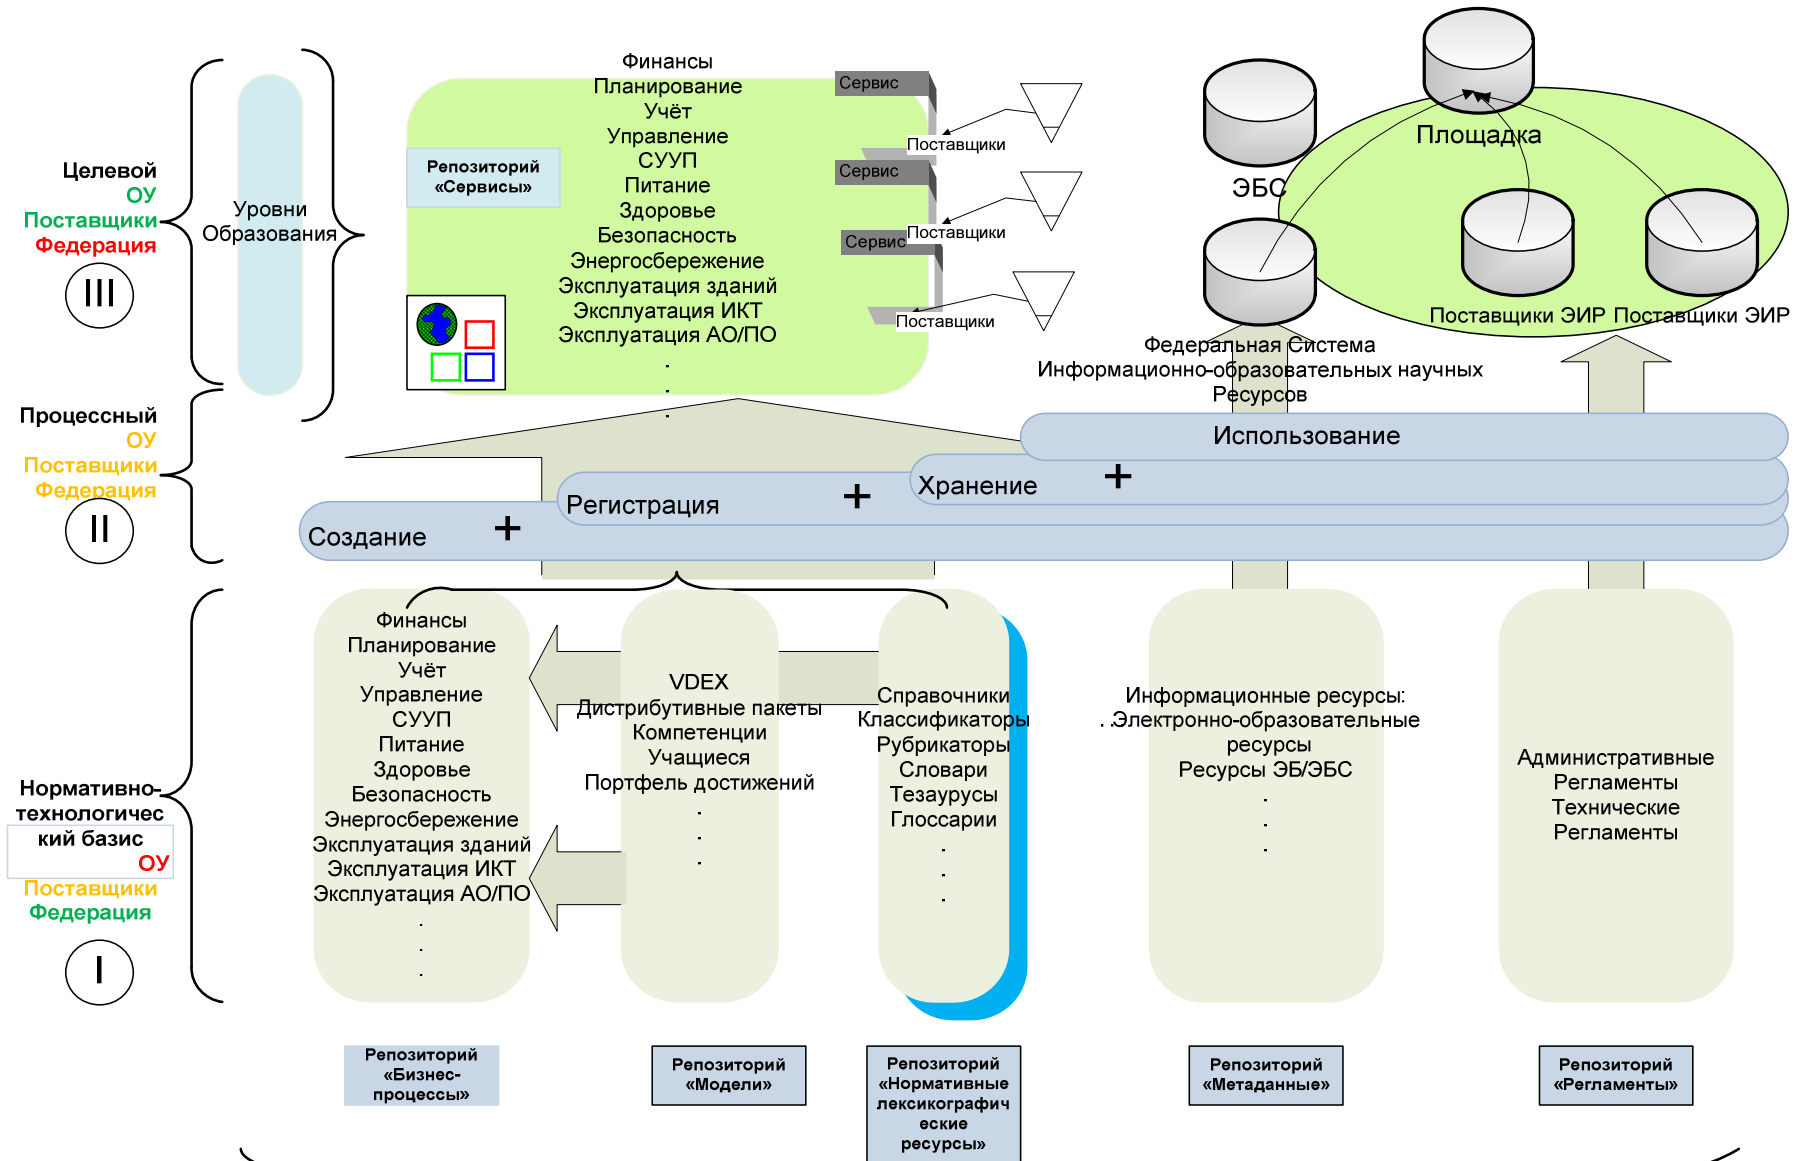 Целевой
ОУ
Поставщики
Федерация
III
Уровни
Образования
Репозиторий
«Сервисы»
Финансы
Планирование
Учёт
Управление
СУУП
Питание
Здоровье
Безопасность
Энергосбережение
Эксплуатация зданий
Эксплуатация ИКТ
Эксплуатация АО/ПО
.
.
.
Сервис
Поставщики
Сервис
Поставщики
Сервис
Поставщики
ЭБС
Площадка
Поставщики ЭИР
Поставщики ЭИР
Федеральная Система
Информационно-образовательных научных
Ресурсов
Процессный
ОУ
Поставщики
Федерация
II
Использование
Хранение
+
Регистрация
+
Создание
+
Нормативно-
технологичес
кий базис
ОУ
Поставщики
Федерация
I
Финансы
Планирование
Учёт
Управление
СУУП
Питание
Здоровье
Безопасность
Энергосбережение
Эксплуатация зданий
Эксплуатация ИКТ
Эксплуатация АО/ПО
.
.
.
VDEX
Дистрибутивные пакеты
Компетенции
Учащиеся
Портфель достижений
.
.
.
Справочники
Классификаторы
Рубрикаторы
Словари
Тезаурусы
Глоссарии
.
.
.
Информационные ресурсы:
. .Электронно-образовательные
ресурсы
Ресурсы ЭБ/ЭБС
.
.
.
Административные
Регламенты
Технические
Регламенты
Репозиторий
«Бизнес-
процессы»
Репозиторий
«Модели»
Репозиторий
«Нормативные
лексикографич
еские
ресурсы»
Репозиторий
«Метаданные»
Репозиторий
«Регламенты»